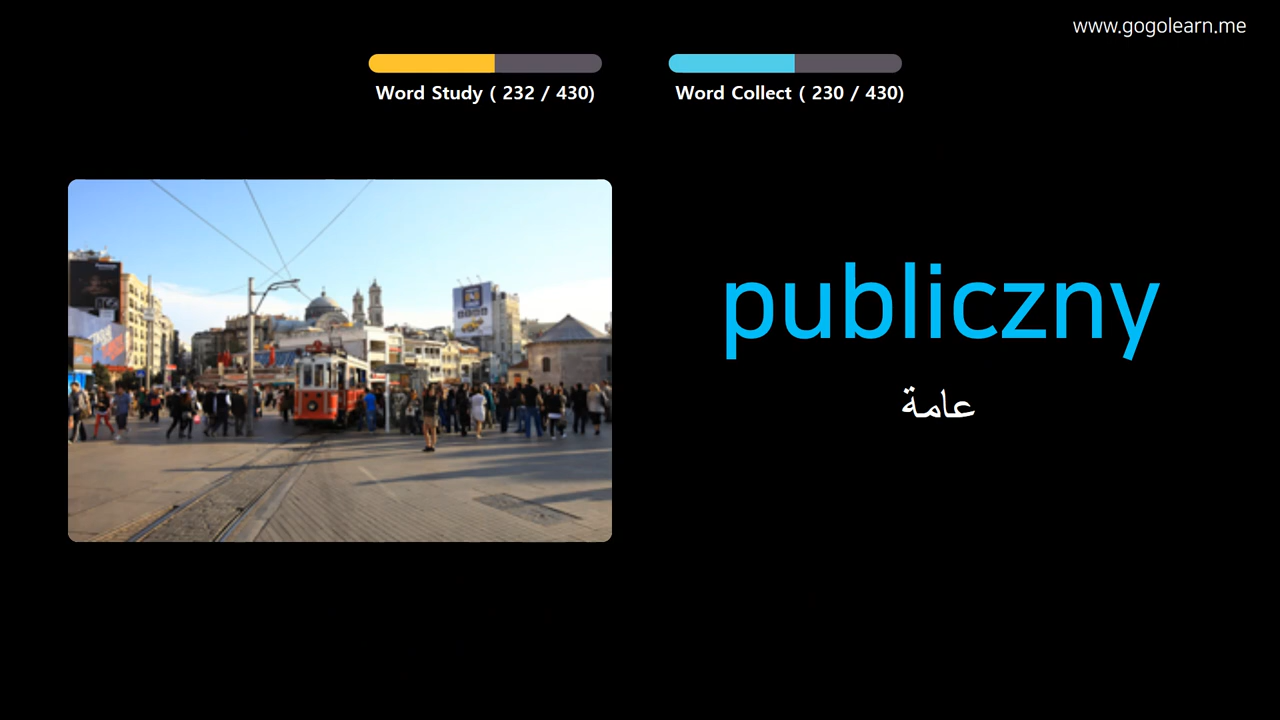 www.gogolearn.me
Word Study ( 232 / 430)
Word Collect ( 230 / 430)
publiczny
عامة